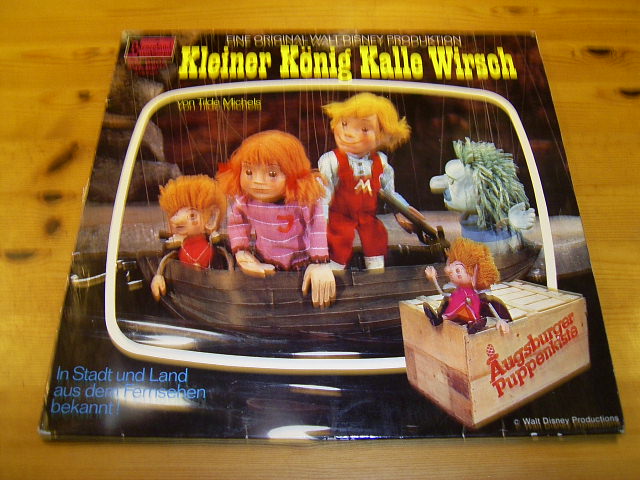 EINE ORIGINAL WALT DISNEY PRODUKTION
Kleiner König Kalle Wirsch
von Tilde Michels
M
J
Augsburger
Puppenkiste
In Stadt und Land
aus dem Fernsehen
bekannt!
© Walt Disney Productions